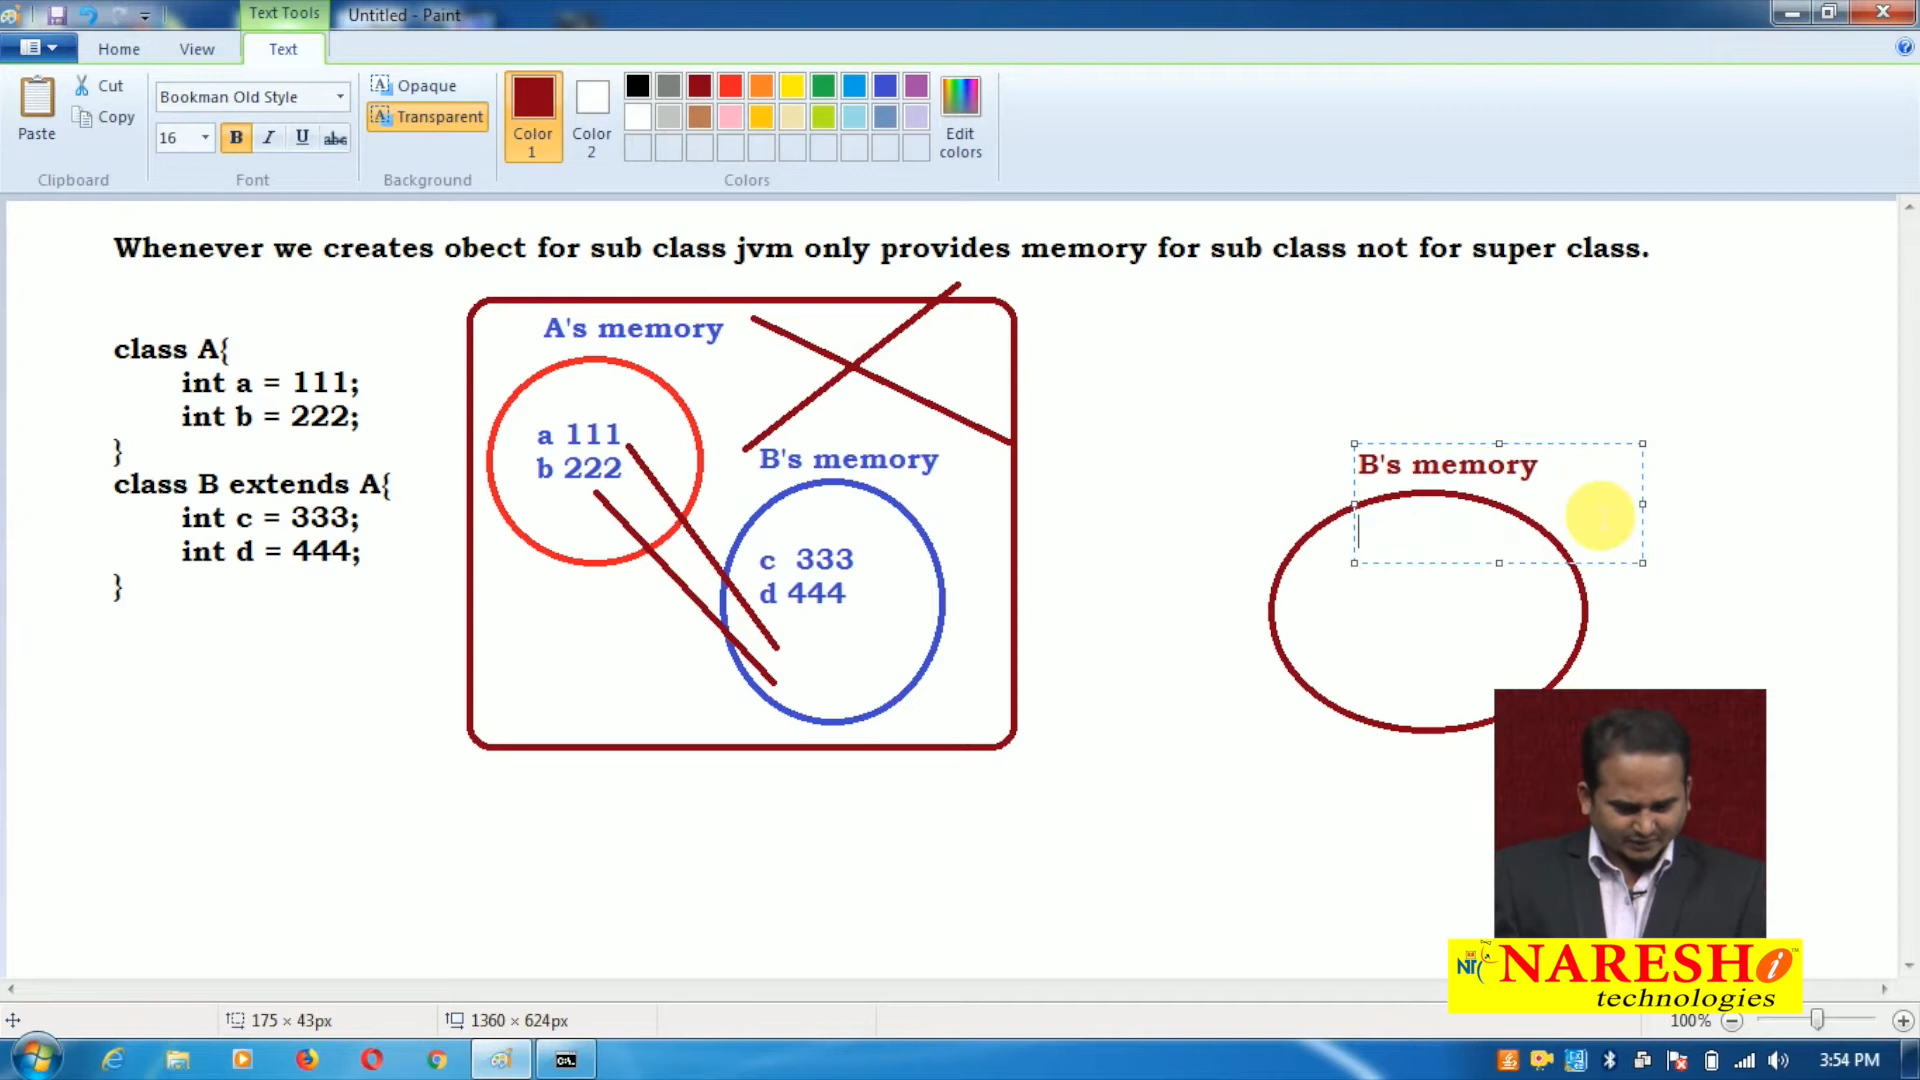 Text Tools
Untitled - Paint
Home
View
Text
Paste
Cut
Copy
Clipboard
Bookman Old Style
16
B
I
U
abc
Font
Opaque
Transparent
Background
Color
1
Color
2
Edit
colors
Colors
Whenever we creates obect for sub class jvm only provides memory for sub class not for super class.
class A{
int a = 111;
int b = 222;
}
class B extends A{
int c = 333;
int d = 444;
}
A's memory
a 111
b 222
B's memory
c 333
d 444
B's memory
NT
NARESH i
technologies
175 × 43px
1360 × 624px
100%
3:54 PM